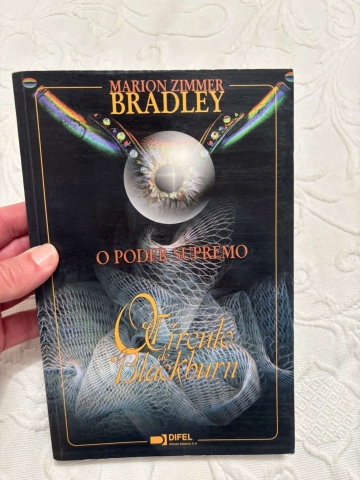 MARION ZIMMER
BRADLEY
O PODER SUPREMO
O Círculo
de
Blackburn
DIFEL